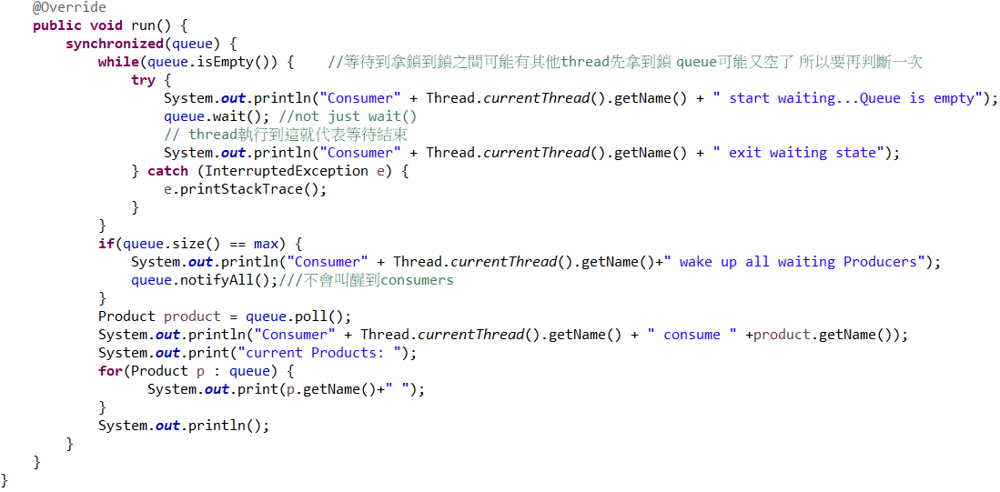 @Override
public void run() {
synchronized(queue) {
while(queue.isEmpty()) { //等待到拿鎖到鎖之間可能有其他thread先拿到鎖 queue可能又空了 所以要再判斷一次
try {
System.out.println("Consumer" + Thread.currentThread().getName() + " start waiting...Queue is empty");
queue.wait(); //not just wait()
// thread執行到這就代表等待結束
System.out.println("Consumer" + Thread.currentThread().getName() + " exit waiting state");
} catch (InterruptedException e) {
e.printStackTrace();
}
}
if(queue.size() == max) {
System.out.println("Consumer" + Thread.currentThread().getName()+" wake up all waiting Producers");
queue.notifyAll();///不會叫醒到consumers
}
Product product = queue.poll();
System.out.println("Consumer" + Thread.currentThread().getName() + " consume " +product.getName());
System.out.print("current Products: ");
for(Product p : queue) {
System.out.print(p.getName()+" ");
}
System.out.println();
}
}
}